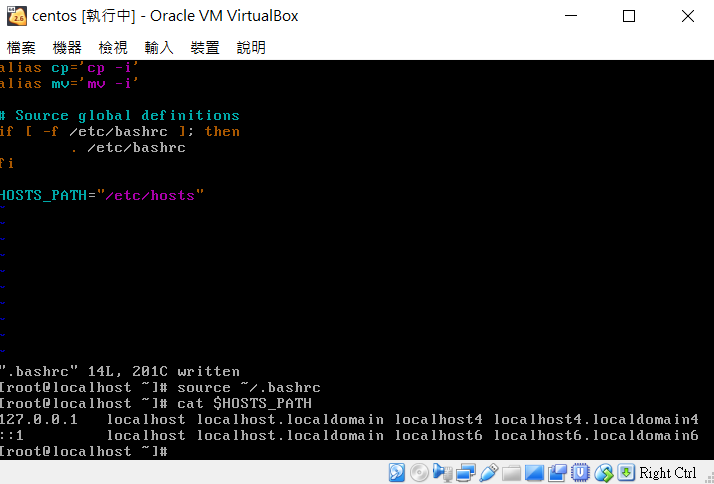 64
2.6
centos [執行中] - Oracle VM VirtualBox
檔案 機器 檢視 輸入 裝置 說明
alias cp='cp -i'
alias mv='mv -i'
# Source global definitions
if [ -f /etc/bashrc ]; then
. /etc/bashrc
fi
HOSTS_PATH="/etc/hosts"
~
~
~
~
~
~
~
~
~
".bashrc" 14L, 201C written
[root@localhost ~]# source ~/.bashrc
[root@localhost ~]# cat $HOSTS_PATH
127.0.0.1 localhost localhost.localdomain localhost4 localhost4.localdomain4
::1 localhost localhost.localdomain localhost6 localhost6.localdomain6
[root@localhost ~]#
Right Ctrl